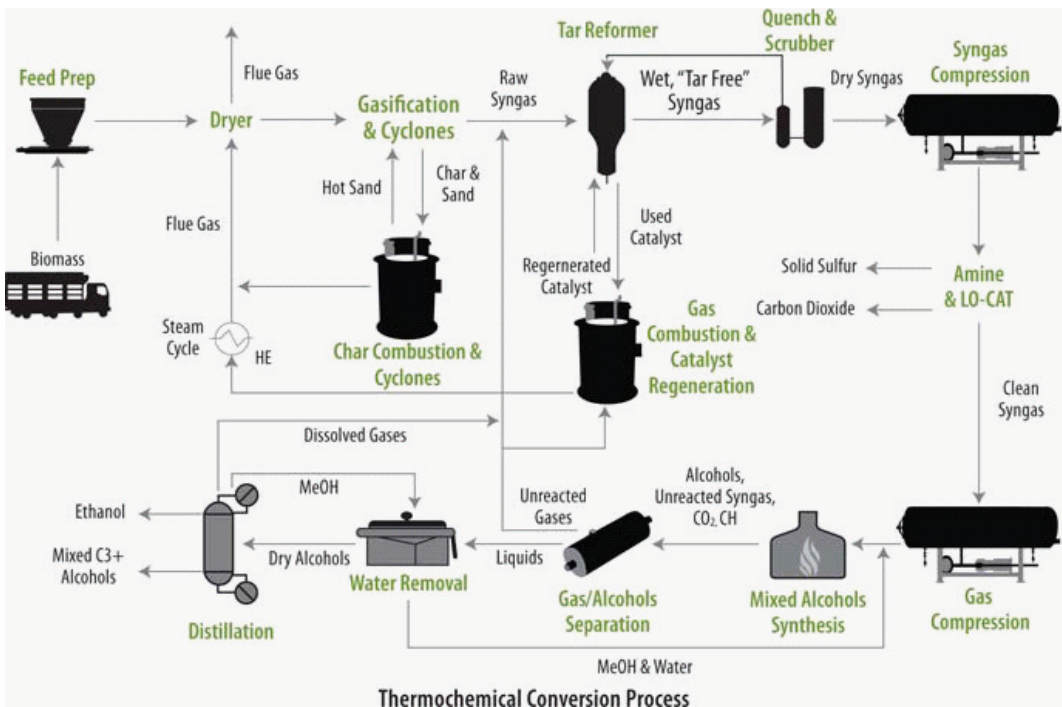 Tar Reformer
Quench &
Scrubber
Syngas
Compression
Feed Prep
Flue Gas
Raw
Syngas
Wet, “Tar Free”
Syngas
Dry Syngas
Dryer
Gasification
& Cyclones
Hot Sand
Char &
Sand
Flue Gas
Used
Catalyst
Regernerated
Catalyst
Biomass
Solid Sulfur
Carbon Dioxide
Amine
& LO-CAT
Steam
Cycle
HE
Char Combustion &
Cyclones
Gas
Combustion &
Catalyst
Regeneration
Clean
Syngas
Dissolved Gases
MeOH
Ethanol
Mixed C3+
Alcohols
Dry Alcohols
Water Removal
Unreacted
Gases
Liquids
Alcohols,
Unreacted Syngas,
CO₂, CH
Distillation
Gas/Alcohols
Separation
Mixed Alcohols
Synthesis
Gas
Compression
MeOH & Water
Thermochemical Conversion Process